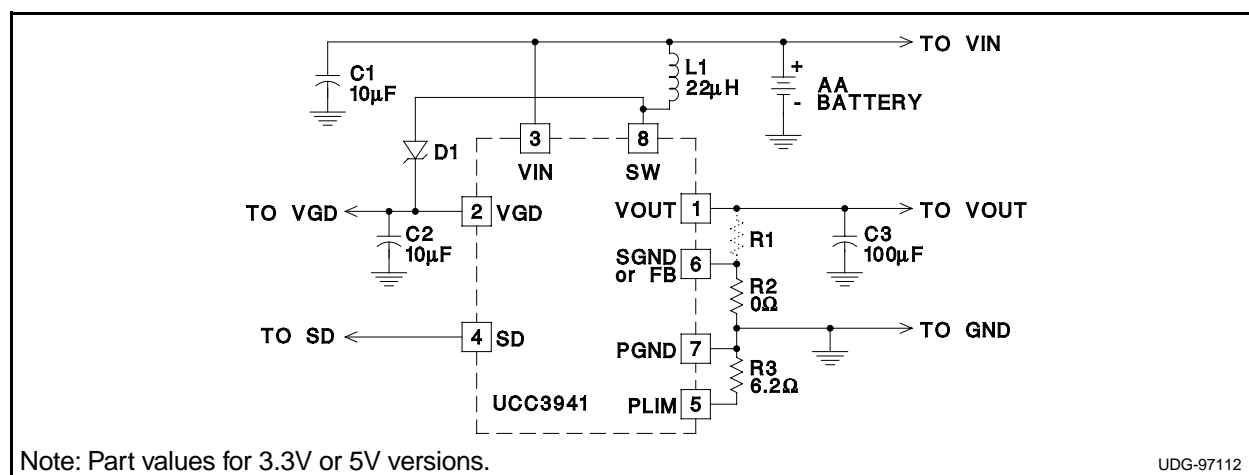 TO VIN
C1
10µF
L1
22µH
+
AA
BATTERY
-
3
8
D1
VIN
SW
TO VGD
2
VGD
VOUT
1
TO VOUT
C2
10µF
R1
C3
100µF
SGND
or FB
6
R2
0Ω
TO SD
4
SD
PGND
7
TO GND
R3
6.2Ω
UCC3941
PLIM
5
Note: Part values for 3.3V or 5V versions.
UDG-97112